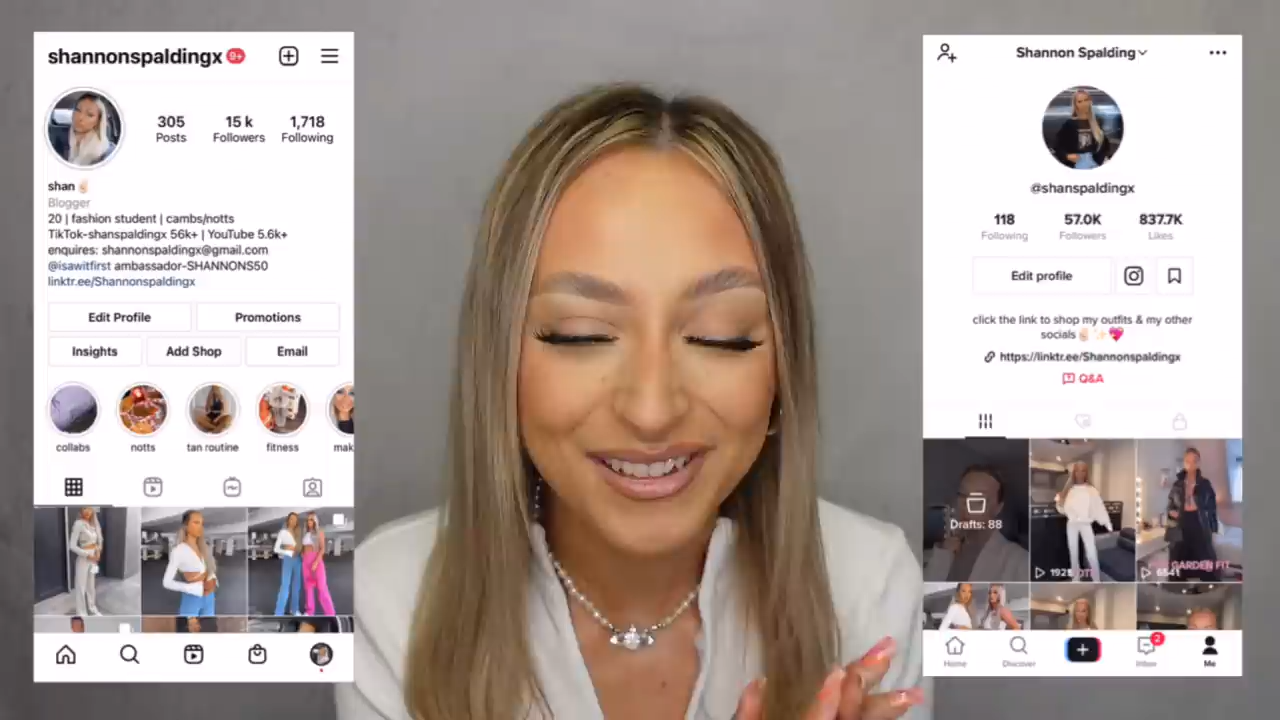 shannonspaldingx 9+
305 15 k 1,718
Posts Followers Following
shan✌🏻
Blogger
20 | fashion student | cambs/notts
TikTok-shanspaldingx 56k+ | YouTube 5.6k+
enquires: shannonspaldingx@gmail.com
@isawitfirst ambassador-SHANNONS50
linktr.ee/Shannonspaldingx
Edit Profile Promotions
Insights Add Shop Email
collabs notts tan routine fitness mak
Shannon Spalding
@shanspaldingx
118 57.0K 837.7K
Following Followers Likes
Edit profile
click the link to shop my outfits & my other
socials✌🏻✨💖
https://linktr.ee/Shannonspaldingx
Q&A
Drafts: 88
GARDEN FIT
6541
Home Discover Inbox 2 Me